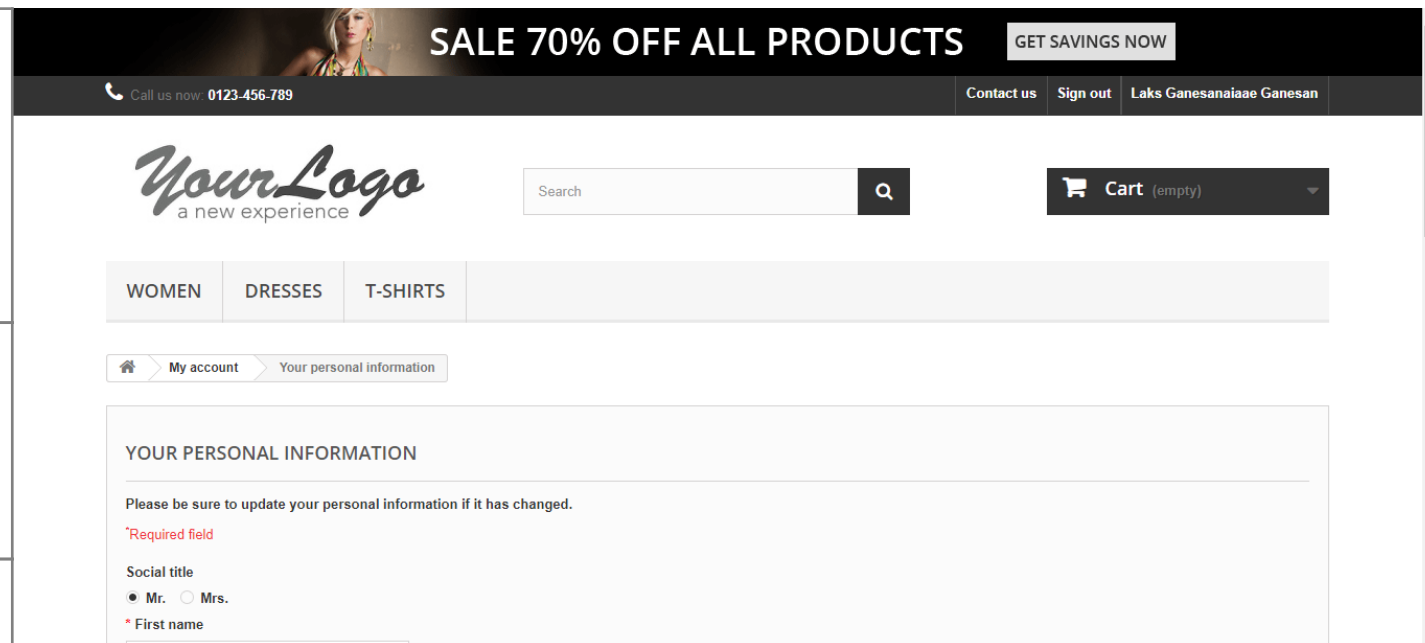 SALE 70% OFF ALL PRODUCTS GET SAVINGS NOW
Call us now: 0123-456-789 Contact us Sign out Laks Ganesanaiaae Ganesan
YourLogo
a new experience
Search
Cart (empty)
WOMEN DRESSES T-SHIRTS
My account Your personal information
YOUR PERSONAL INFORMATION
Please be sure to update your personal information if it has changed.
*Required field
Social title
Mr. Mrs.
* First name